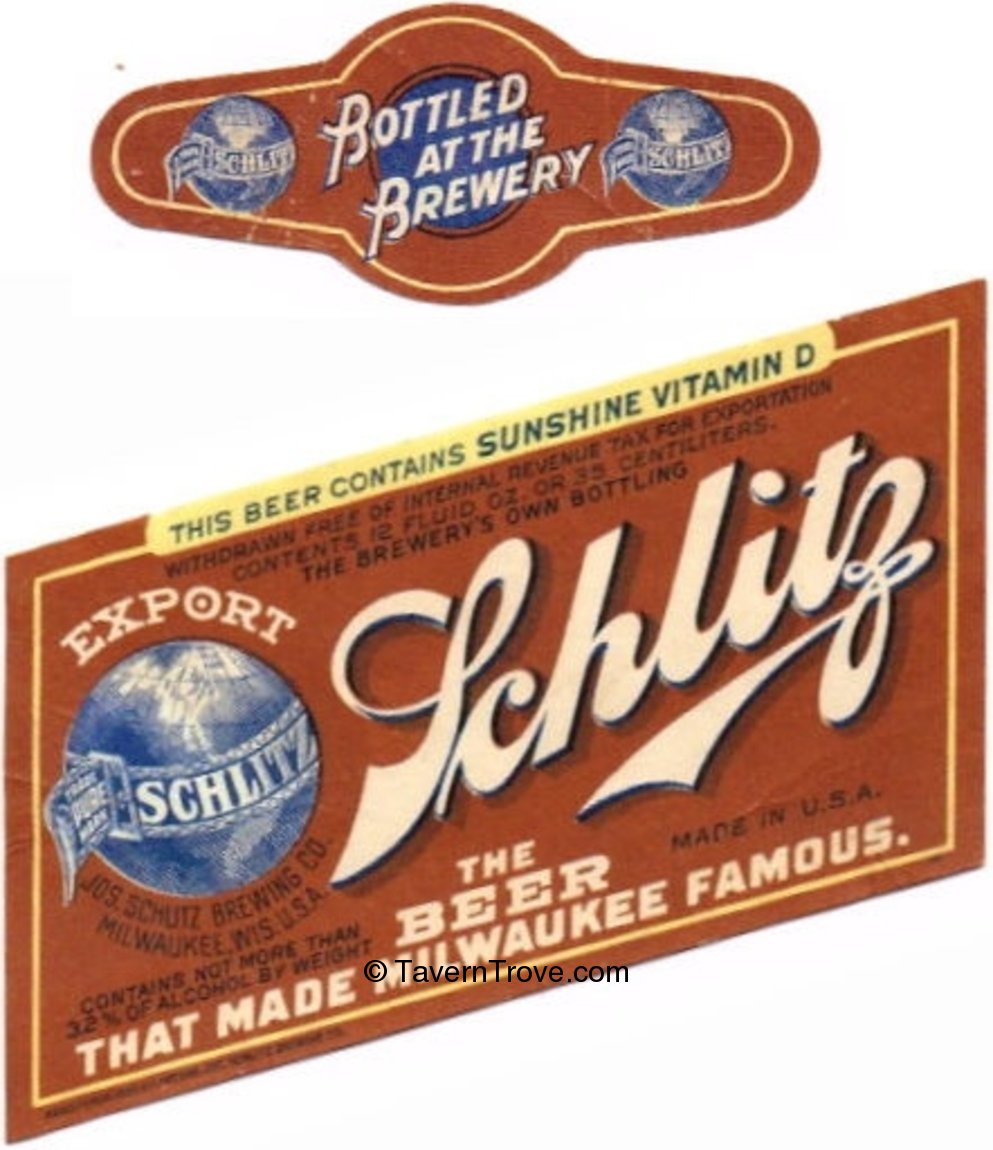 BOTTLED
AT THE
BREWERY
SCHLITZ
SCHLITZ
THIS BEER CONTAINS SUNSHINE VITAMIN D
WITHDRAWN FREE OF INTERNAL REVENUE TAX FOR EXPORTATION
CONTENTS 12 FLUID OZ. OR 35 CENTILITERS.
THE BREWERY'S OWN BOTTLING
EXPORT
Schlitz
SCHLITZ
JOS. SCHLITZ BREWING CO.
MILWAUKEE, WIS. U.S.A.
MADE IN U.S.A.
CONTAINS NOT MORE THAN
3.2% OF ALCOHOL BY WEIGHT
THE
BEER
THAT MADE MILWAUKEE FAMOUS.
© TavernTrove.com